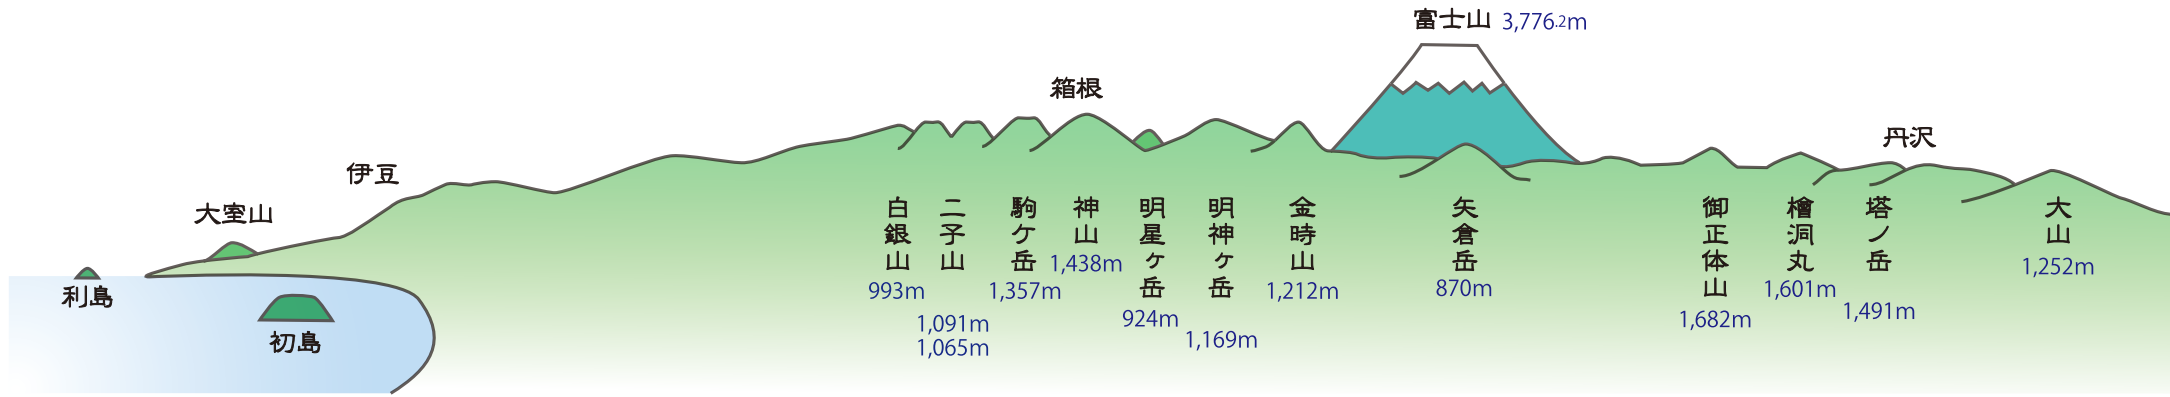 利島
大室山
初島
伊豆
箱根
白銀山
993m
二子山
1,091m
1,065m
駒ケ岳
1,357m
神山
1,438m
明星ヶ岳
924m
明神ヶ岳
1,169m
金時山
1,212m
富士山 3,776.2m
矢倉岳
870m
丹沢
御正体山
1,682m
檜洞丸
1,601m
塔ノ岳
1,491m
大山
1,252m